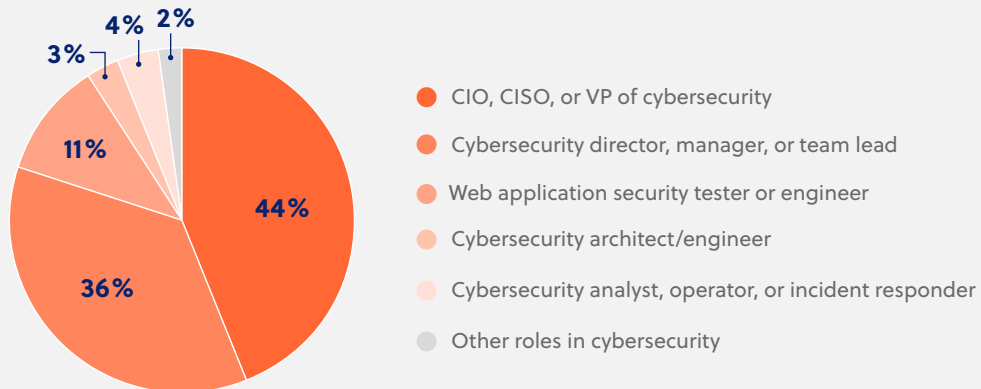 2%
4%
3%
11%
44%
36%
CIO, CISO, or VP of cybersecurity
Cybersecurity director, manager, or team lead
Web application security tester or engineer
Cybersecurity architect/engineer
Cybersecurity analyst, operator, or incident responder
Other roles in cybersecurity